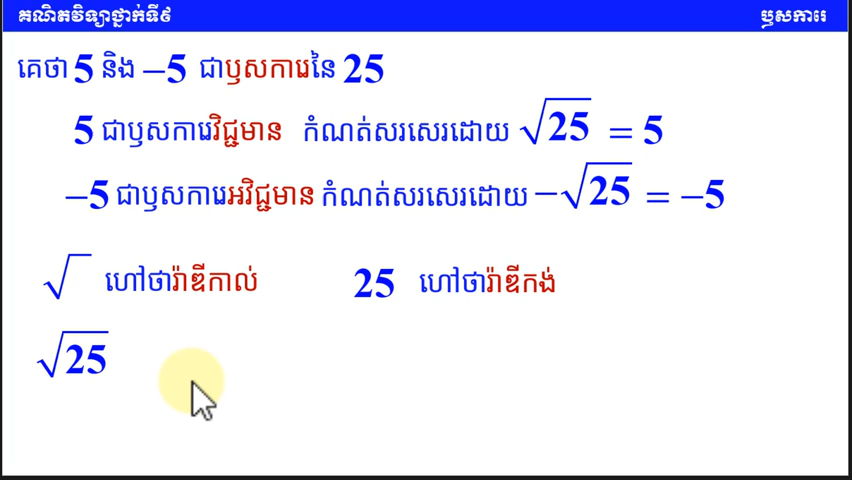 គណិតវិទ្យាថ្នាក់ទី៩ ឫសការេ
គេថា 5 និង –5 ជាឫសការេនៃ 25
5 ជាឫសការេវិជ្ជមាន កំណត់សរសេរដោយ √25 = 5
–5 ជាឫសការេអវិជ្ជមាន កំណត់សរសេរដោយ –√25 = –5
√ ហៅថារ៉ាឌីកាល់ 25 ហៅថារ៉ាឌីកង់
√25